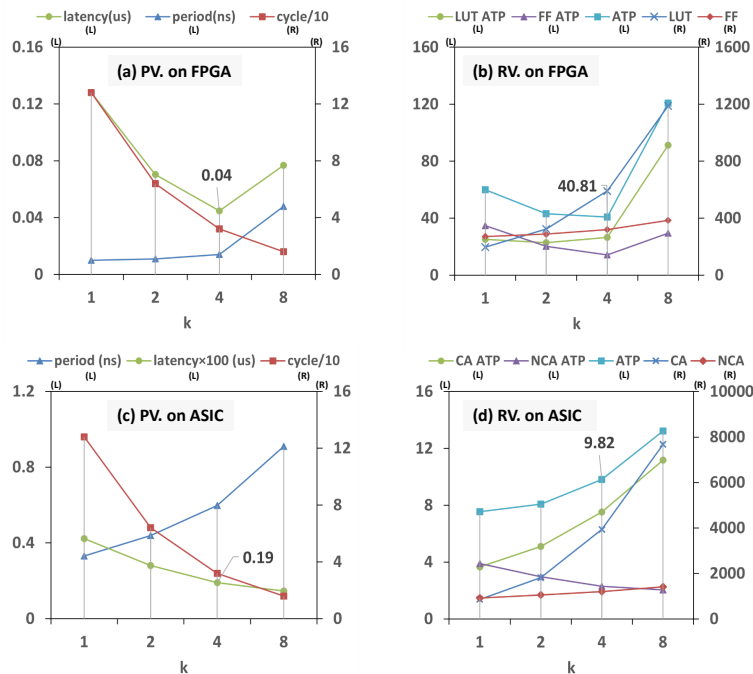 latency(us) period(ns) cycle/10
(L) (L) (R)
(L) (R)
(a) PV. on FPGA
0.16
0.12
0.08
0.04
0
16
12
8
4
0
0.04
1 2 4 8
k
LUT ATP FF ATP ATP LUT FF
(L) (L) (L) (R) (R)
(L) (R)
(b) RV. on FPGA
160
120
80
40
0
1600
1200
800
400
0
40.81
1 2 4 8
k
period (ns) latency×100 (us) cycle/10
(L) (L) (R)
(L) (R)
(c) PV. on ASIC
1.2
0.8
0.4
0
16
12
8
4
0
0.19
1 2 4 8
k
CA ATP NCA ATP ATP CA NCA
(L) (L) (L) (R) (R)
(L) (R)
(d) RV. on ASIC
16
12
8
4
0
10000
8000
6000
4000
2000
0
9.82
1 2 4 8
k